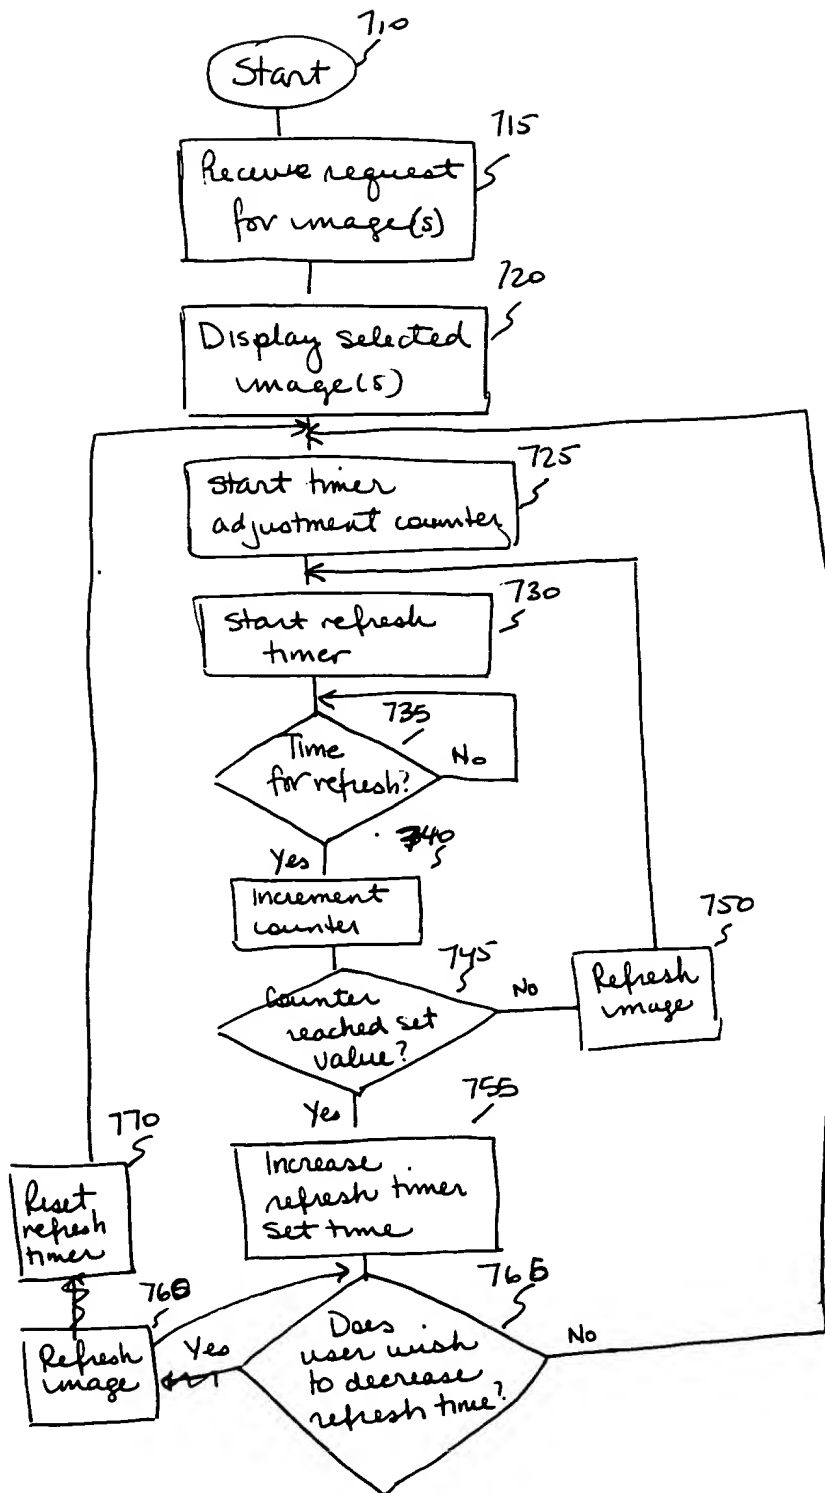 710
Start
715
Receive request
for image(s)
720
Display selected
image(s)
725
Start timer
adjustment counter
730
Start refresh
timer
735
Time
for refresh?
No
Yes
740
Increment
counter
745
Counter
reached set
value?
No
750
Refresh
image
Yes
755
Increase
refresh timer
set time
770
Reset
refresh
timer
765
Does
user wish
to decrease
refresh time?
No
Yes
Refresh
image